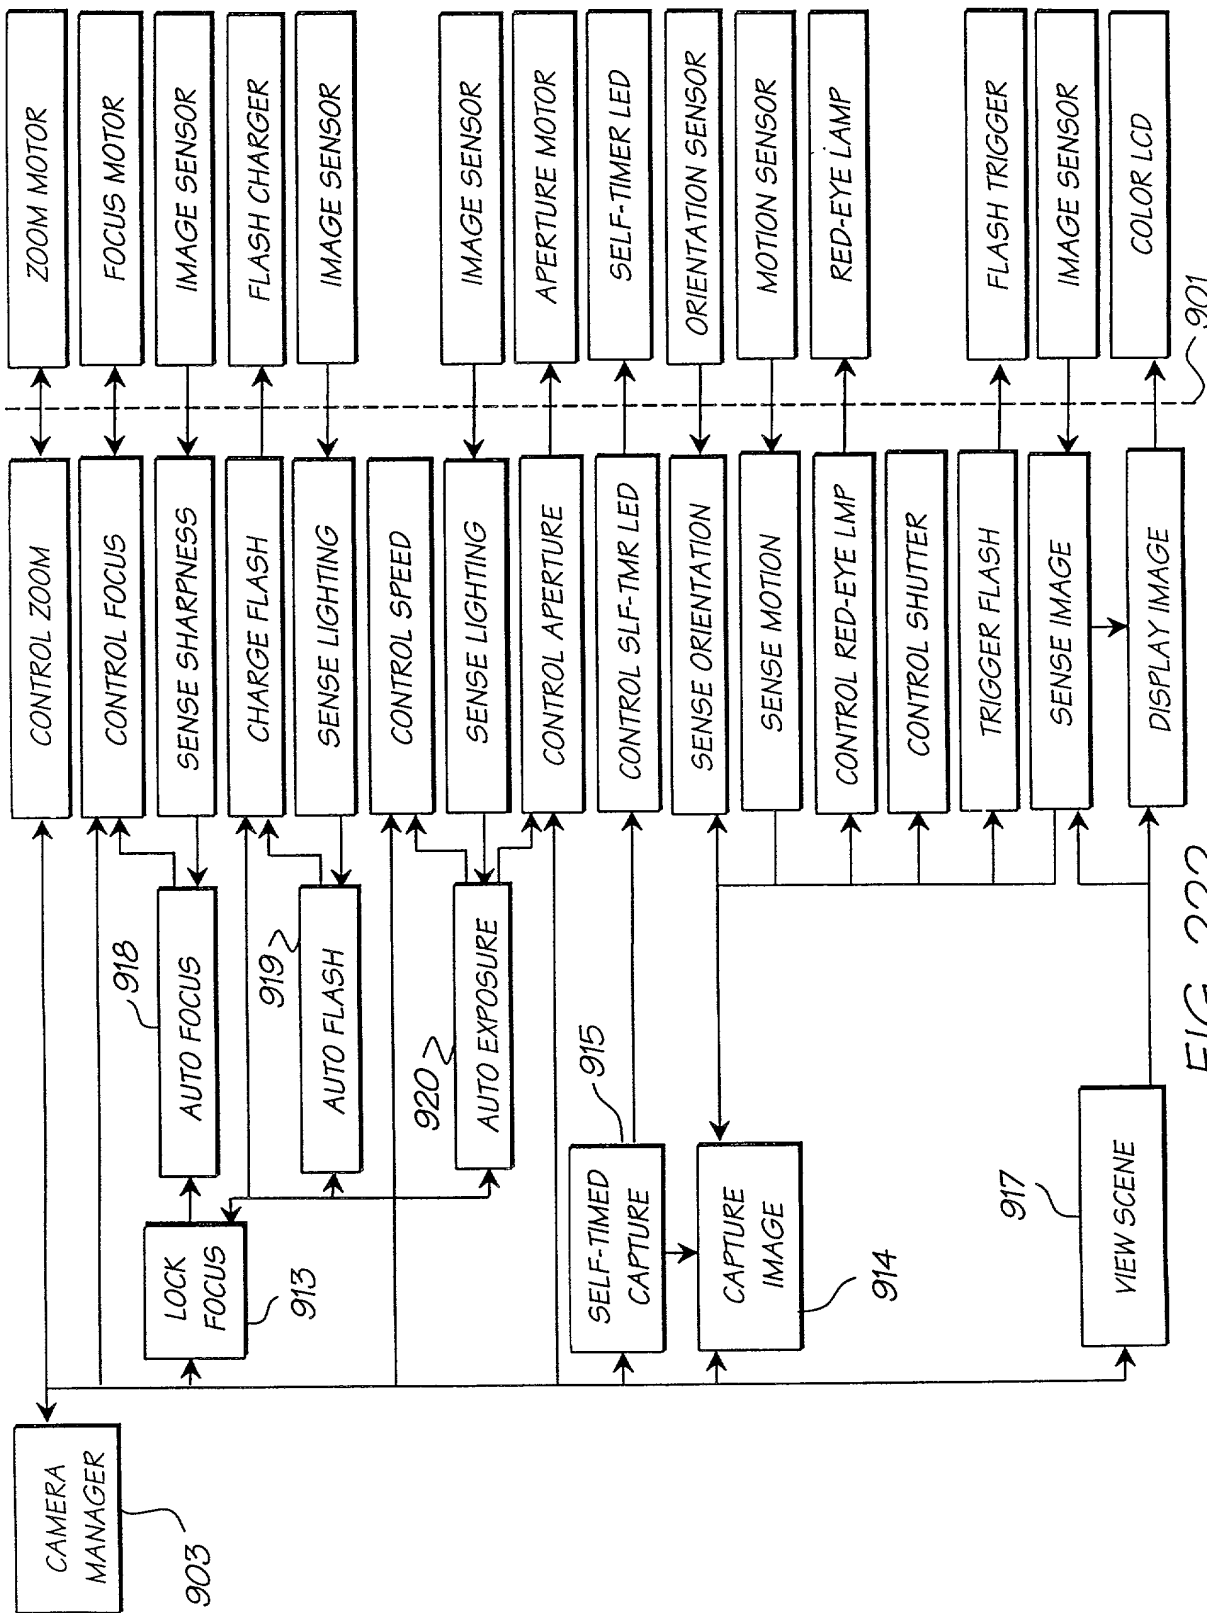 CAMERA
MANAGER
903
LOCK
FOCUS
913
AUTO FOCUS
918
AUTO FLASH
919
AUTO EXPOSURE
920
SELF-TIMED
CAPTURE
915
CAPTURE
IMAGE
914
VIEW SCENE
917
CONTROL ZOOM
CONTROL FOCUS
SENSE SHARPNESS
CHARGE FLASH
SENSE LIGHTING
CONTROL SPEED
SENSE LIGHTING
CONTROL APERTURE
CONTROL SLF-TMR LED
SENSE ORIENTATION
SENSE MOTION
CONTROL RED-EYE LMP
CONTROL SHUTTER
TRIGGER FLASH
SENSE IMAGE
DISPLAY IMAGE
ZOOM MOTOR
FOCUS MOTOR
IMAGE SENSOR
FLASH CHARGER
IMAGE SENSOR
IMAGE SENSOR
APERTURE MOTOR
SELF-TIMER LED
ORIENTATION SENSOR
MOTION SENSOR
RED-EYE LAMP
FLASH TRIGGER
IMAGE SENSOR
COLOR LCD
901
FIG. 222